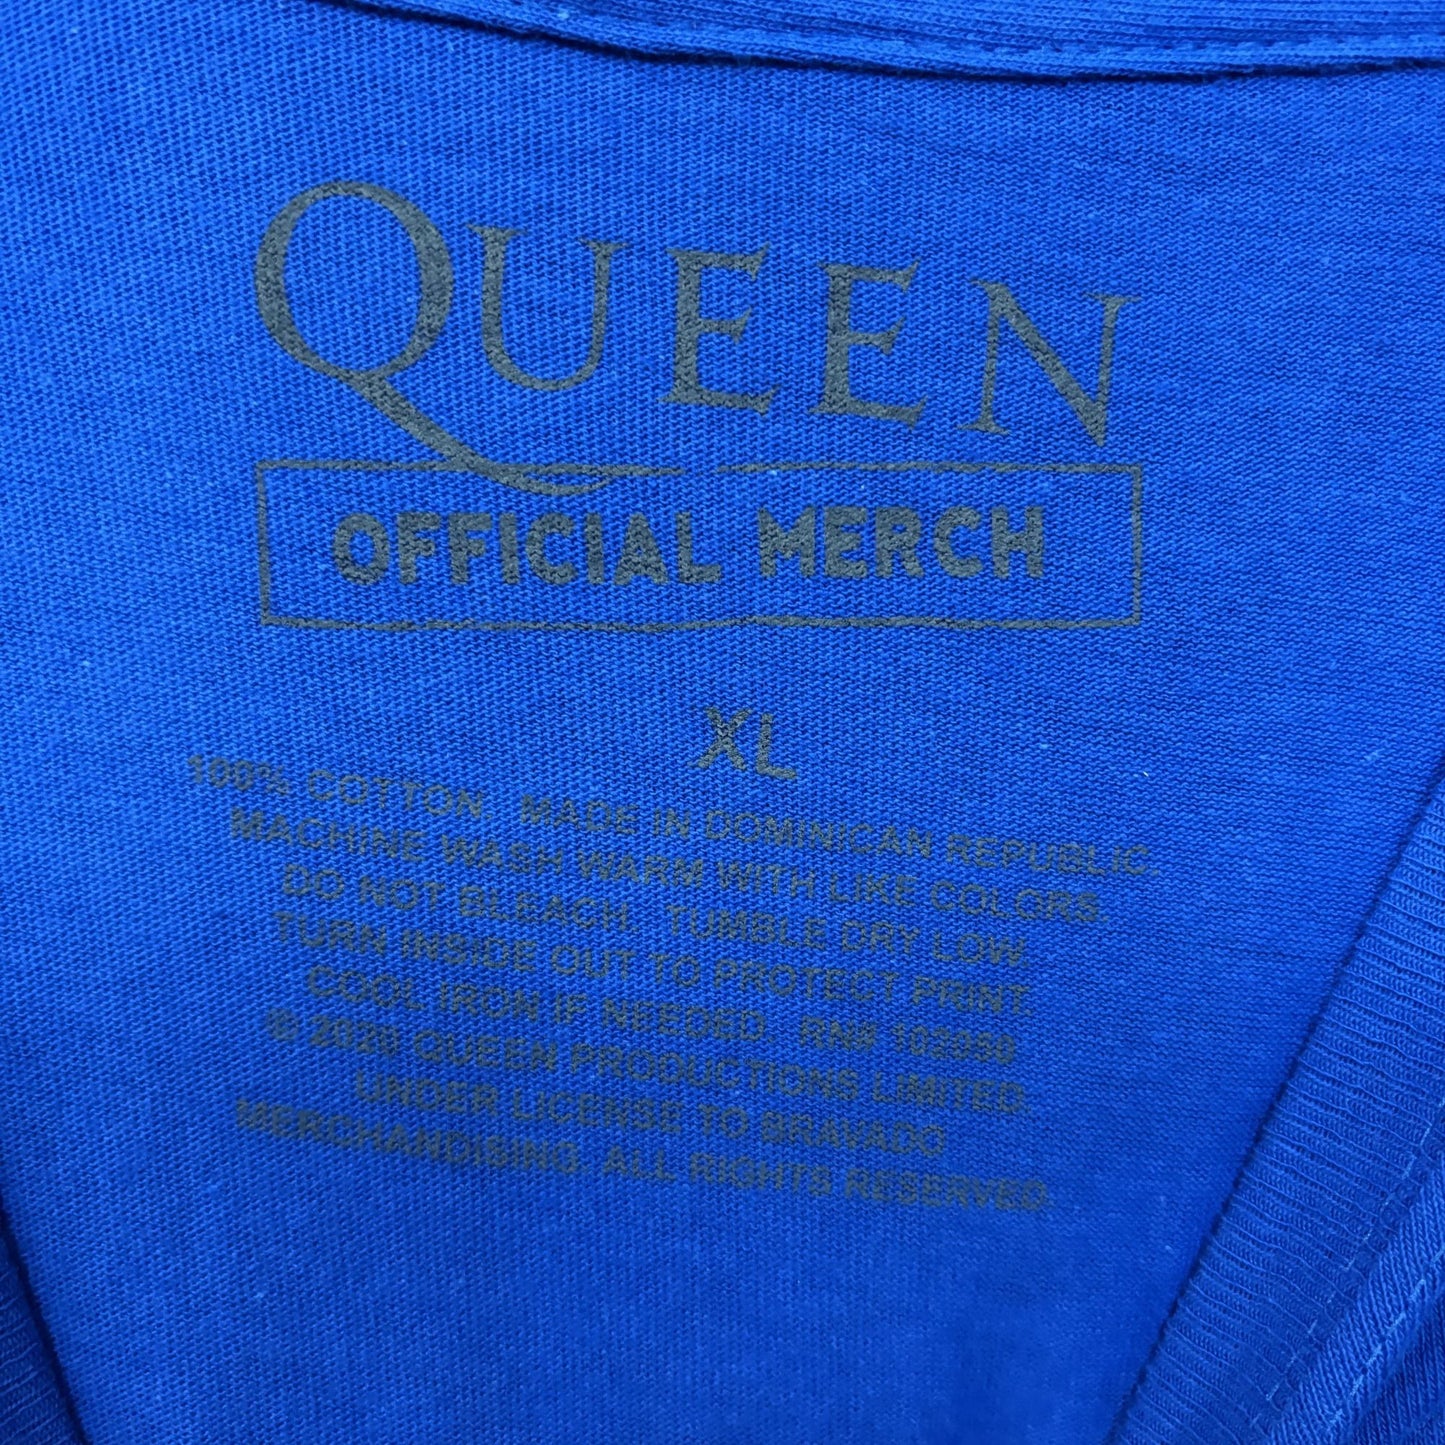 QUEEN
OFFICIAL MERCH
XL
100% COTTON. MADE IN DOMINICAN REPUBLIC.
MACHINE WASH WARM WITH LIKE COLORS.
DO NOT BLEACH. TUMBLE DRY LOW.
TURN INSIDE OUT TO PROTECT PRINT.
COOL IRON IF NEEDED. RN# 102950
© 2020 QUEEN PRODUCTIONS LIMITED.
UNDER LICENSE TO BRAVADO
MERCHANDISING. ALL RIGHTS RESERVED.